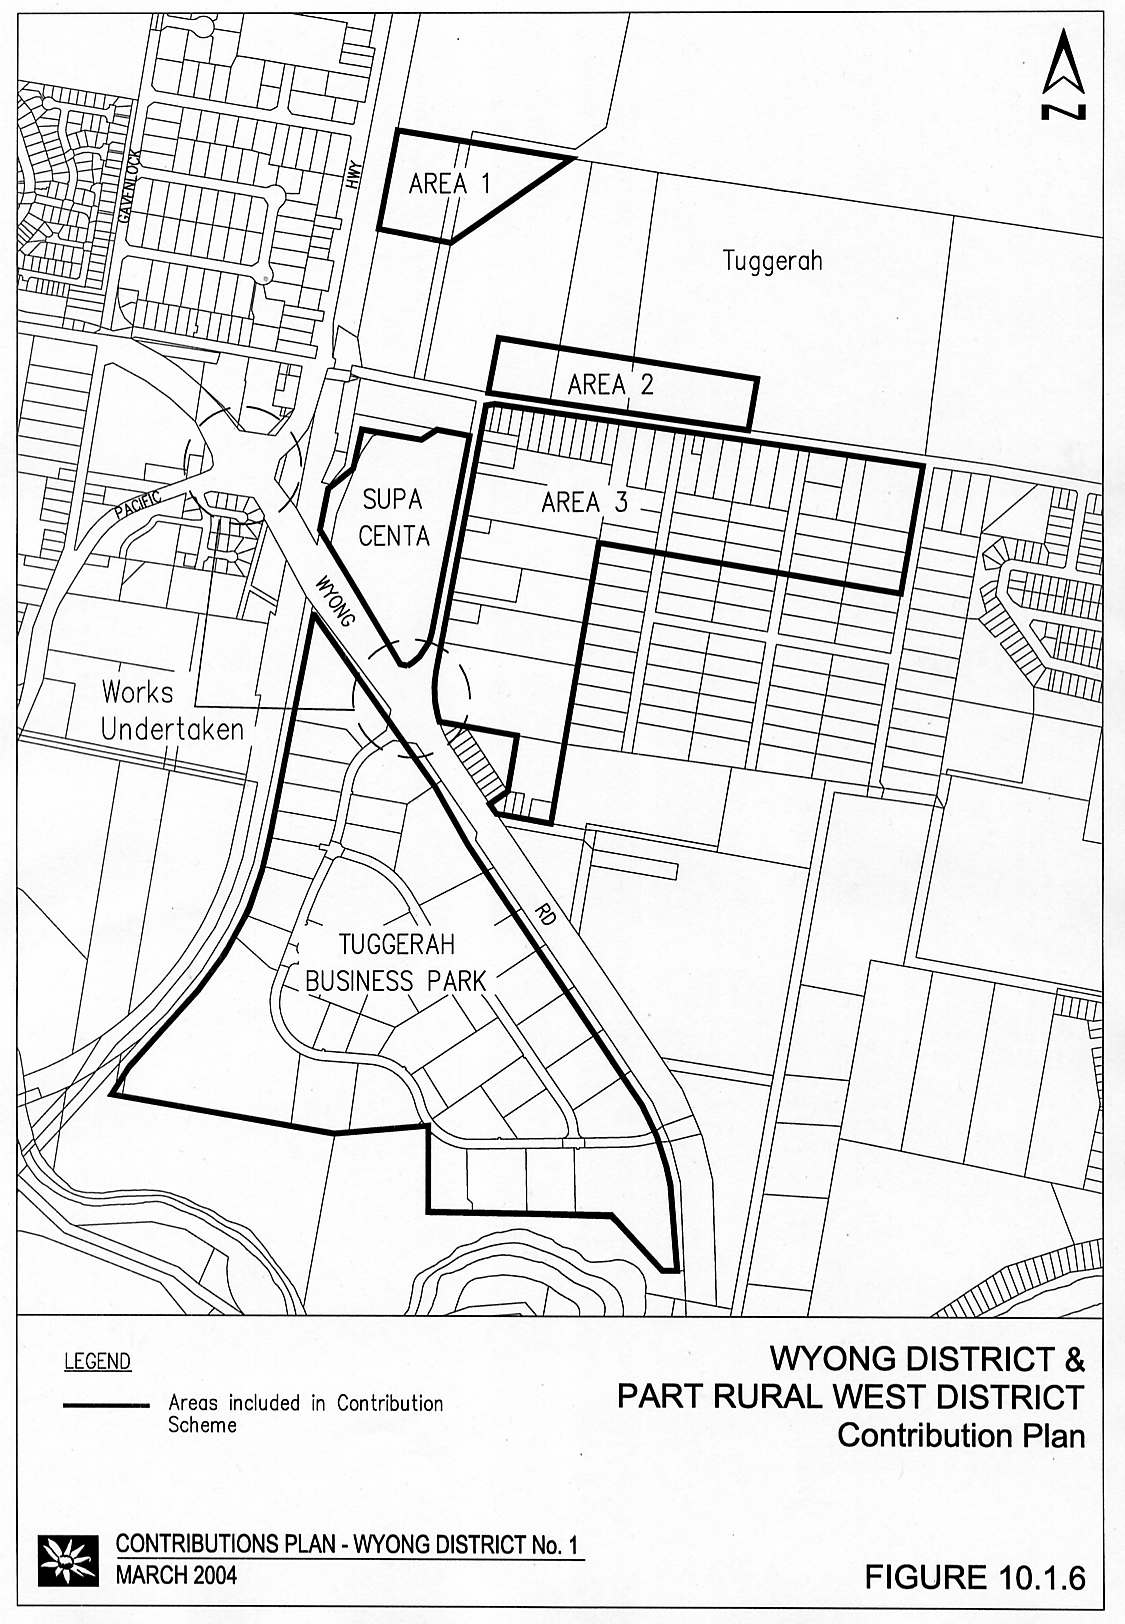 GAVENLOCK
HWY
AREA 1
Tuggerah
AREA 2
SUPA
CENTA
AREA 3
PACIFIC
WYONG
Works
Undertaken
RD
TUGGERAH
BUSINESS PARK
N
LEGEND
Areas included in Contribution
Scheme
WYONG DISTRICT &
PART RURAL WEST DISTRICT
Contribution Plan
CONTRIBUTIONS PLAN - WYONG DISTRICT No. 1
MARCH 2004
FIGURE 10.1.6